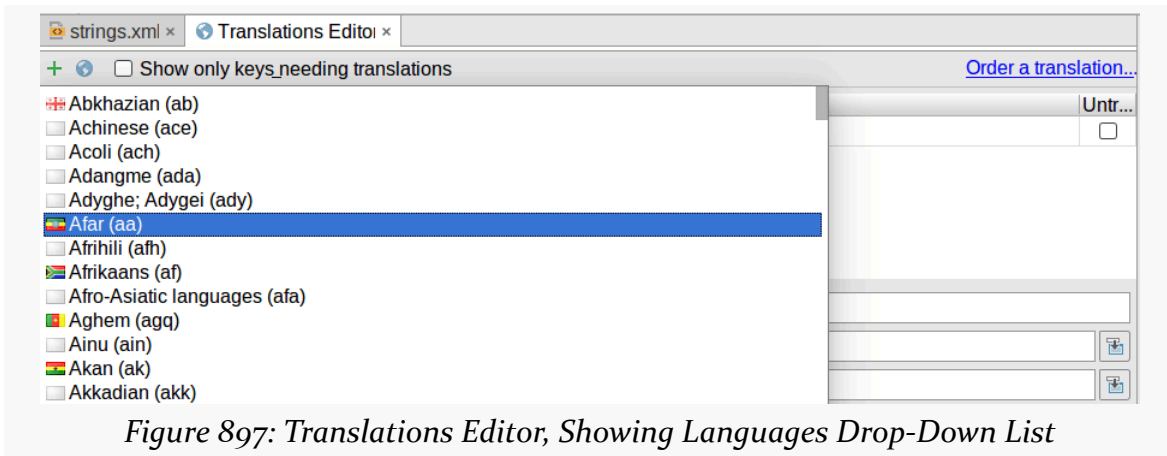 strings.xml × Translations Editor ×
+ Show only keys needing translations Order a translation...
Abkhazian (ab) Untr...
Achinese (ace)
Acoli (ach)
Adangme (ada)
Adyghe; Adygei (ady)
Afar (aa)
Afrihili (afh)
Afrikaans (af)
Afro-Asiatic languages (afa)
Aghem (agq)
Ainu (ain)
Akan (ak)
Akkadian (akk)
Figure 897: Translations Editor, Showing Languages Drop-Down List